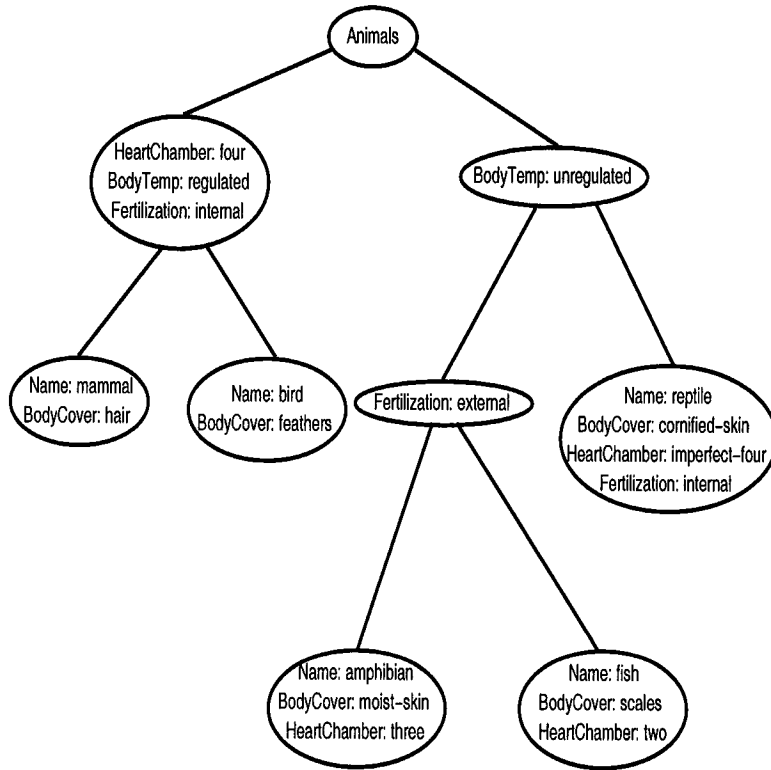 Animals
HeartChamber: four
BodyTemp: regulated
Fertilization: internal
BodyTemp: unregulated
Name: mammal
BodyCover: hair
Name: bird
BodyCover: feathers
Fertilization: external
Name: reptile
BodyCover: cornified-skin
HeartChamber: imperfect-four
Fertilization: internal
Name: amphibian
BodyCover: moist-skin
HeartChamber: three
Name: fish
BodyCover: scales
HeartChamber: two